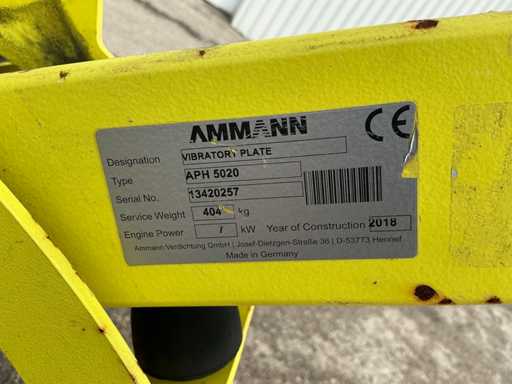 AMMANN
CE
Designation VIBRATORY PLATE
Type APH 5020
Serial No. 13420257
Service Weight 404 kg
Engine Power / kW Year of Construction 2018
Ammann Verdichtung GmbH | Josef-Dietzgen-Straße 36 | D-53773 Hennef
Made in Germany